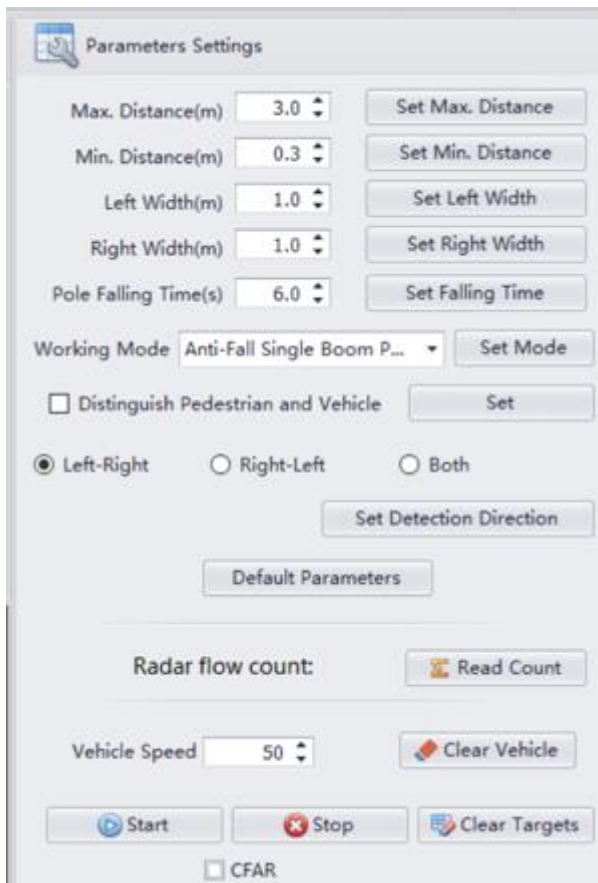 Parameters Settings
Max. Distance(m) 3.0 Set Max. Distance
Min. Distance(m) 0.3 Set Min. Distance
Left Width(m) 1.0 Set Left Width
Right Width(m) 1.0 Set Right Width
Pole Falling Time(s) 6.0 Set Falling Time
Working Mode Anti-Fall Single Boom P... Set Mode
Distinguish Pedestrian and Vehicle Set
Left-Right Right-Left Both
Set Detection Direction
Default Parameters
Radar flow count: Read Count
Vehicle Speed 50 Clear Vehicle
Start Stop Clear Targets
CFAR